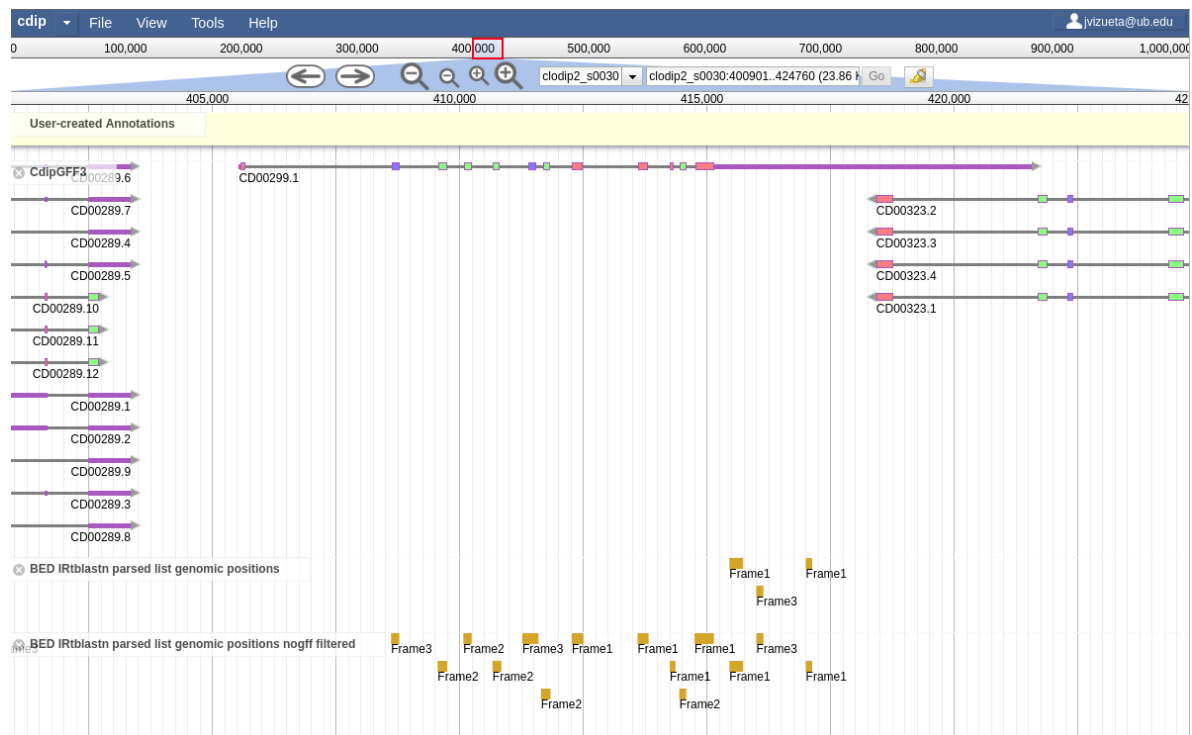 cdip File View Tools Help jvizueta@ub.edu
0 100,000 200,000 300,000 400,000 500,000 600,000 700,000 800,000 900,000 1,000,000
clodip2_s0030 clodip2_s0030:400901..424760 (23.86 Go
405,000 410,000 415,000 420,000 42
User-created Annotations
CdipGFF3
CD00289.6 CD00299.1
CD00289.7 CD00323.2
CD00289.4 CD00323.3
CD00289.5 CD00323.4
CD00289.10 CD00323.1
CD00289.11
CD00289.12
CD00289.1
CD00289.2
CD00289.9
CD00289.3
CD00289.8
BED IRtblastn parsed list genomic positions
Frame1 Frame1
Frame3
BED IRtblastn parsed list genomic positions nogff filtered
Frame3 Frame2 Frame3 Frame1 Frame1 Frame1 Frame3
Frame2 Frame2 Frame1 Frame1 Frame1
Frame2 Frame2